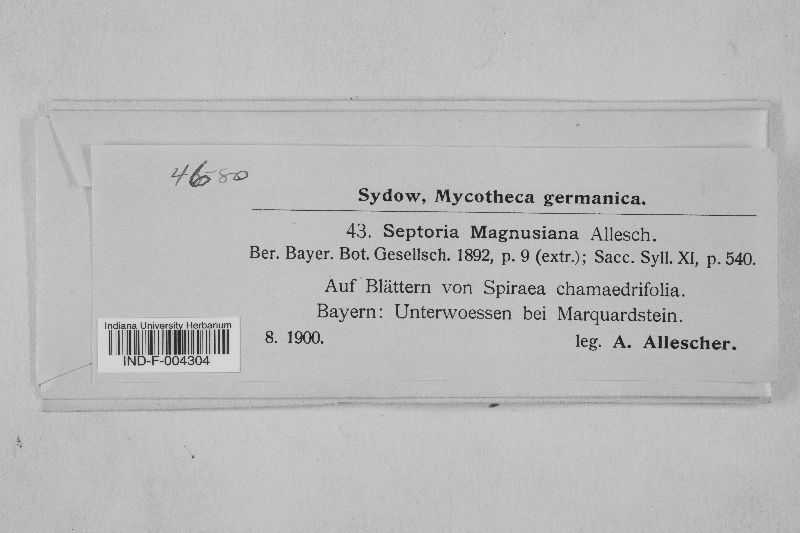 46580
Sydow, Mycotheca germanica.
43. Septoria Magnusiana Allesch.
Ber. Bayer. Bot. Gesellsch. 1892, p. 9 (extr.); Sacc. Syll. XI, p. 540.
Auf Blättern von Spiraea chamaedrifolia.
Bayern: Unterwoessen bei Marquardstein.
8. 1900.
leg. A. Allescher.
Indiana University Herbarium
IND-F-004304